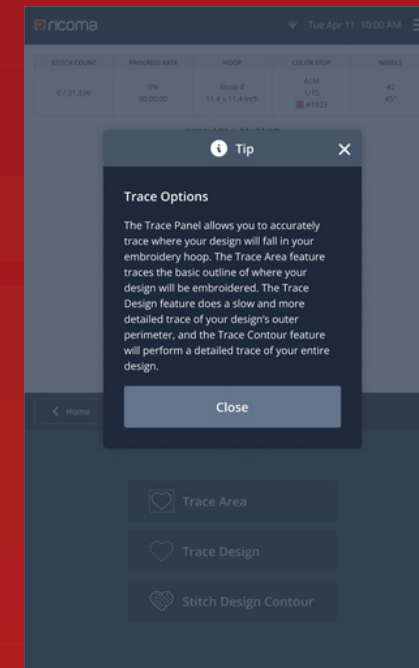 ricoma
Tue Apr 11 10:00 AM
STITCH COUNT PROGRESS RATE HOOP COLOR STOP NEEDLE
0 / 31,336 0% 00:00:00 Hoop E 11.4 x 11.4 inch A|M 1/15 #1923 #2 45°
Tip
Trace Options
The Trace Panel allows you to accurately
trace where your design will fall in your
embroidery hoop. The Trace Area feature
traces the basic outline of where your
design will be embroidered. The Trace
Design feature does a slow and more
detailed trace of your design's outer
perimeter, and the Trace Contour feature
will perform a detailed trace of your entire
design.
Close
Home
Trace Area
Trace Design
Stitch Design Contour